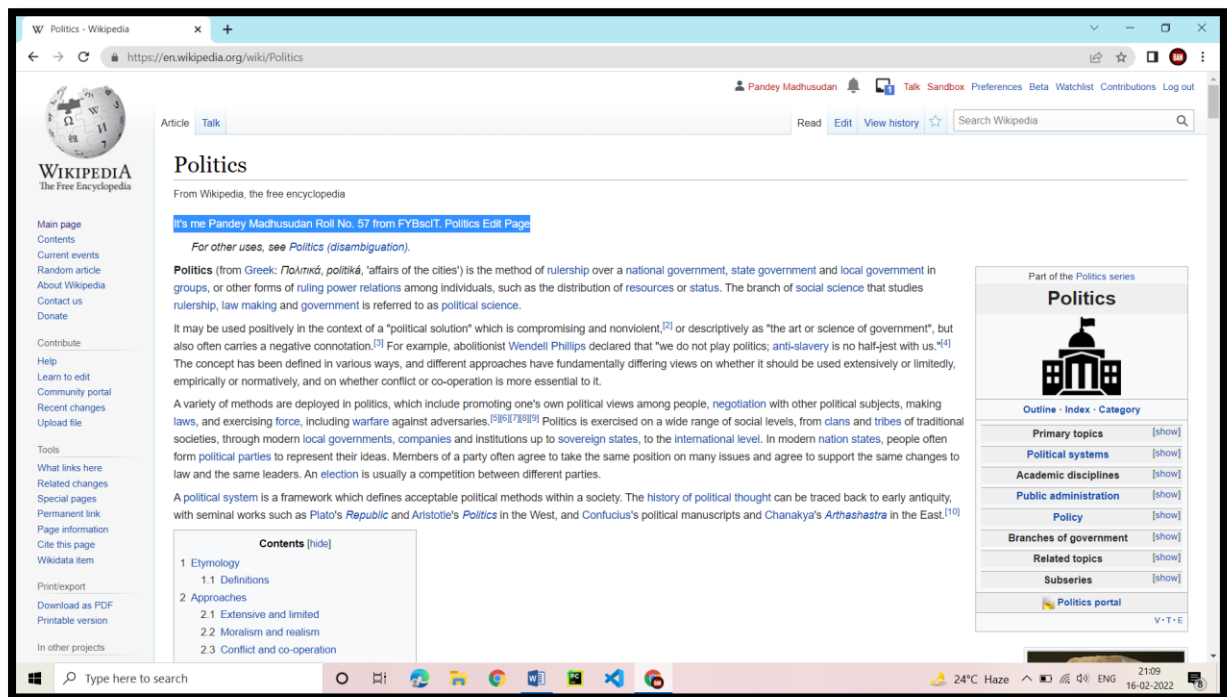 Politics - Wikipedia
https://en.wikipedia.org/wiki/Politics
BAN
Pandey Madhusudan 1 Talk Sandbox Preferences Beta Watchlist Contributions Log out
Article Talk Read Edit View history Search Wikipedia
WIKIPEDIA
The Free Encyclopedia
Main page
Contents
Current events
Random article
About Wikipedia
Contact us
Donate
Contribute
Help
Learn to edit
Community portal
Recent changes
Upload file
Tools
What links here
Related changes
Special pages
Permanent link
Page information
Cite this page
Wikidata item
Print/export
Download as PDF
Printable version
In other projects
Politics
From Wikipedia, the free encyclopedia
It's me Pandey Madhusudan Roll No. 57 from FYBscIT. Politics Edit Page
For other uses, see Politics (disambiguation).
Politics (from Greek: Πολιτικά, politiká, 'affairs of the cities') is the method of rulership over a national government, state government and local government in
groups, or other forms of ruling power relations among individuals, such as the distribution of resources or status. The branch of social science that studies
rulership, law making and government is referred to as political science.
It may be used positively in the context of a "political solution" which is compromising and nonviolent,[2] or descriptively as "the art or science of government", but
also often carries a negative connotation.[3] For example, abolitionist Wendell Phillips declared that "we do not play politics; anti-slavery is no half-jest with us."[4]
The concept has been defined in various ways, and different approaches have fundamentally differing views on whether it should be used extensively or limitedly,
empirically or normatively, and on whether conflict or co-operation is more essential to it.
A variety of methods are deployed in politics, which include promoting one's own political views among people, negotiation with other political subjects, making
laws, and exercising force, including warfare against adversaries.[5][6][7][8][9] Politics is exercised on a wide range of social levels, from clans and tribes of traditional
societies, through modern local governments, companies and institutions up to sovereign states, to the international level. In modern nation states, people often
form political parties to represent their ideas. Members of a party often agree to take the same position on many issues and agree to support the same changes to
law and the same leaders. An election is usually a competition between different parties.
A political system is a framework which defines acceptable political methods within a society. The history of political thought can be traced back to early antiquity,
with seminal works such as Plato's Republic and Aristotle's Politics in the West, and Confucius's political manuscripts and Chanakya's Arthashastra in the East.[10]
Contents [hide]
1 Etymology
1.1 Definitions
2 Approaches
2.1 Extensive and limited
2.2 Moralism and realism
2.3 Conflict and co-operation
Part of the Politics series
Politics
Outline · Index · Category
Primary topics [show]
Political systems [show]
Academic disciplines [show]
Public administration [show]
Policy [show]
Branches of government [show]
Related topics [show]
Subseries [show]
Politics portal
V·T·E
Type here to search
24°C Haze ENG 21:09
16-02-2022 8